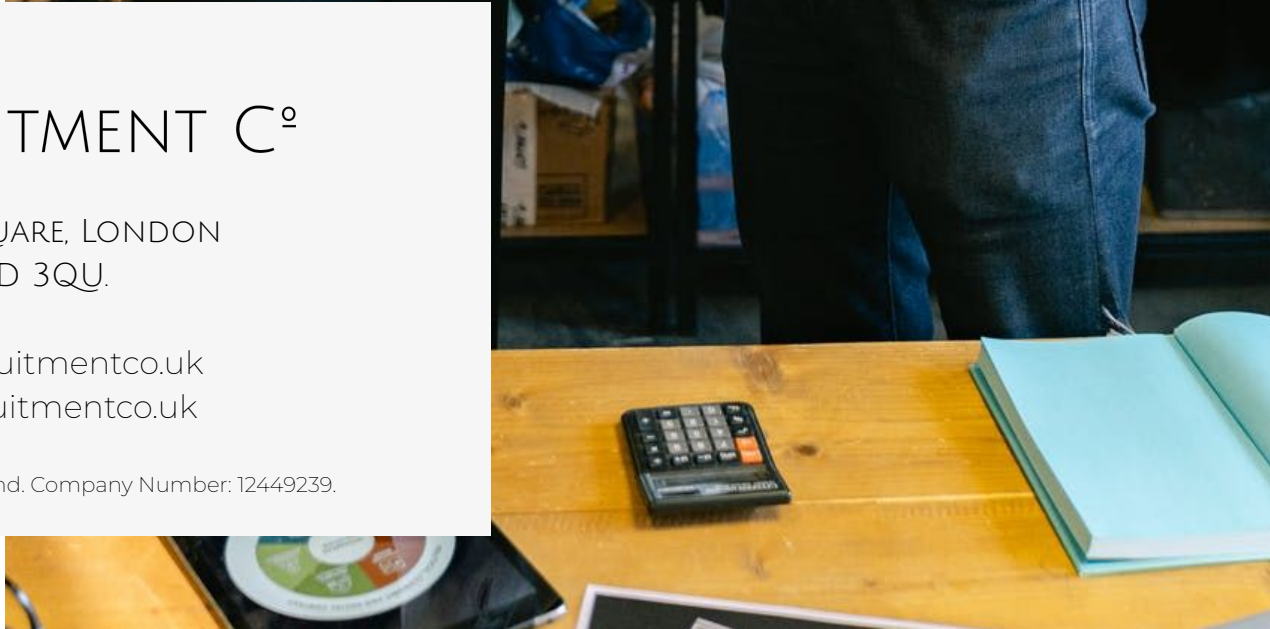 TMENT Cº
UARE, LONDON
D 3QU.
uitmentco.uk
uitmentco.uk
nd. Company Number: 12449239.